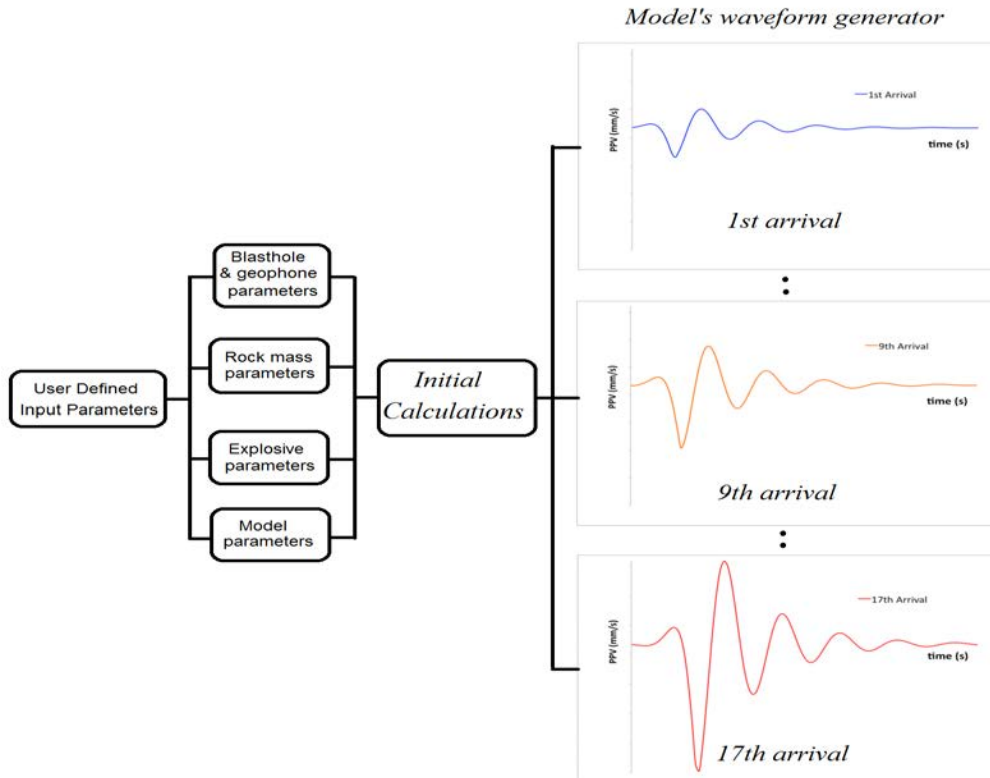 Model's waveform generator
PPV (mm/s)
1st Arrival
time (s)
1st arrival
Blasthole
& geophone
parameters
Rock mass
parameters
User Defined
Input Parameters
Initial
Calculations
Explosive
parameters
Model
parameters
PPV (mm/s)
9th Arrival
time (s)
9th arrival
PPV (mm/s)
17th Arrival
time (s)
17th arrival